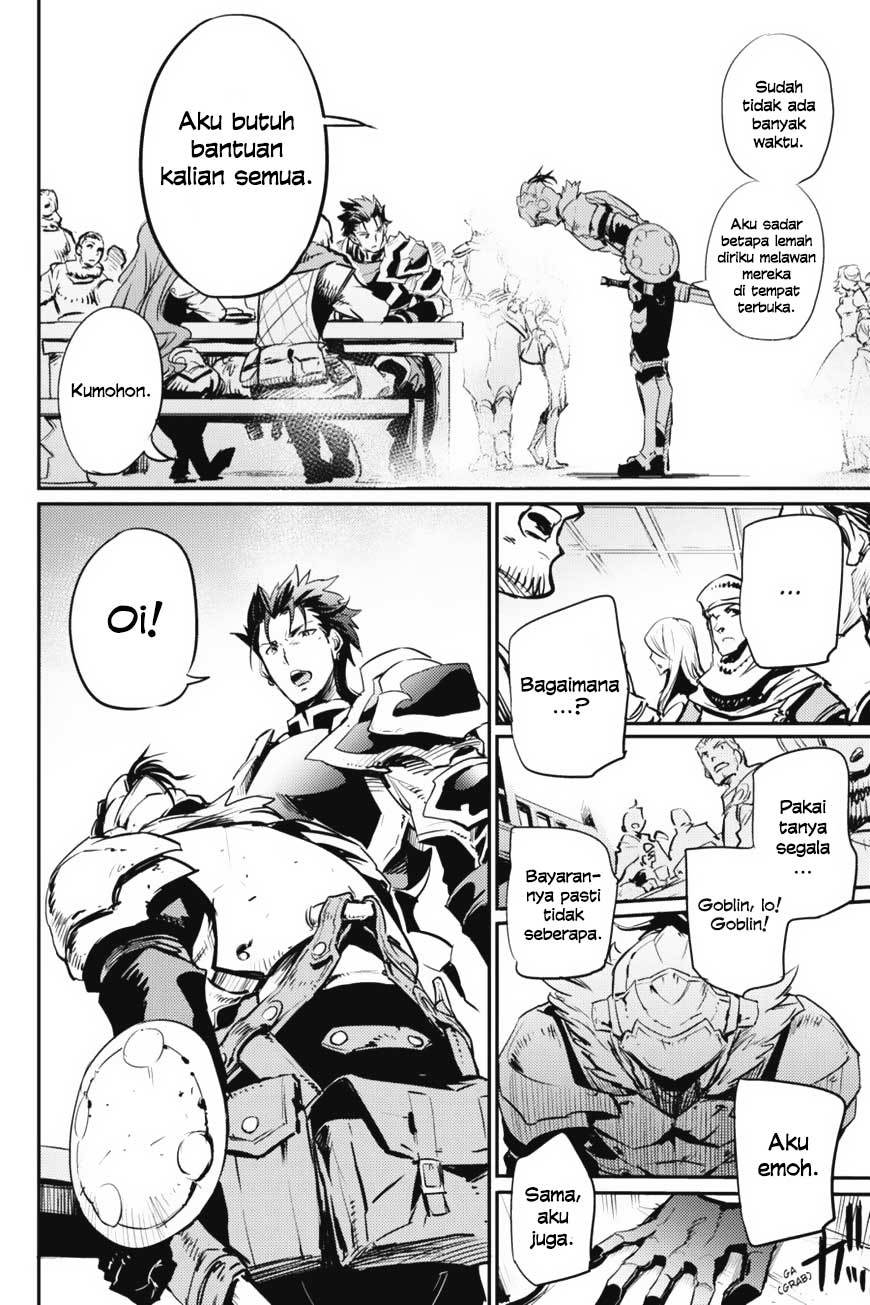 Sudah
tidak ada
banyak
waktu.
Aku sadar
betapa lemah
diriku melawan
mereka
di tempat
terbuka.
Aku butuh
bantuan
kalian semua.
Kumohon.
...
Bagaimana
...?
Pakai
tanya
segala
...
Goblin, lo!
Goblin!
Bayaran-
nya pasti
tidak
seberapa.
Aku
emoh.
Sama,
aku
juga.
ガッ
GA
(GRAB)
Oi!